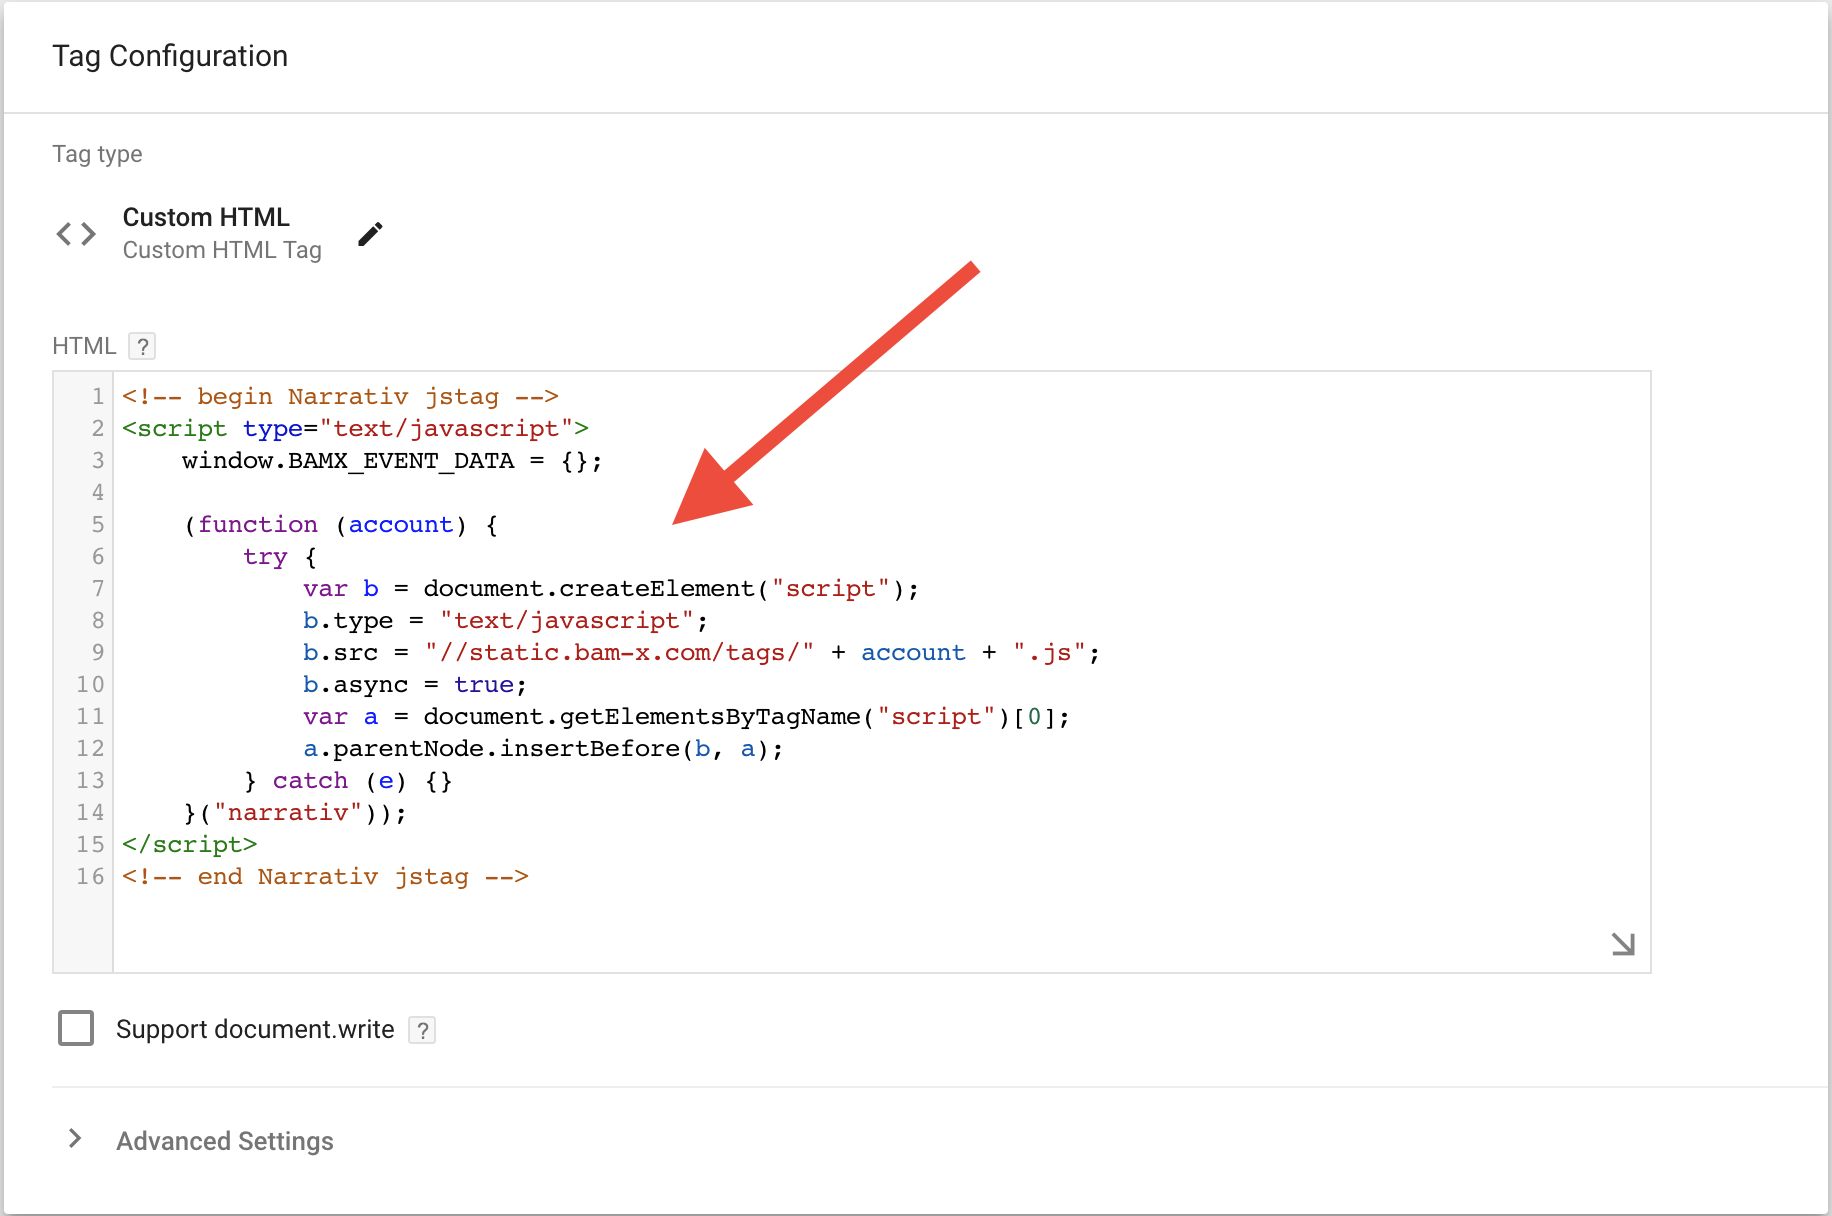 Tag Configuration
Tag type
Custom HTML
Custom HTML Tag
HTML ?
1 <!-- begin Narrativ jstag -->
2 <script type="text/javascript">
3     window.BAMX_EVENT_DATA = {};
4
5     (function (account) {
6         try {
7             var b = document.createElement("script");
8             b.type = "text/javascript";
9             b.src = "//static.bam-x.com/tags/" + account + ".js";
10             b.async = true;
11             var a = document.getElementsByTagName("script")[0];
12             a.parentNode.insertBefore(b, a);
13         } catch (e) {}
14     }("narrativ"));
15 </script>
16 <!-- end Narrativ jstag -->
Support document.write ?
Advanced Settings